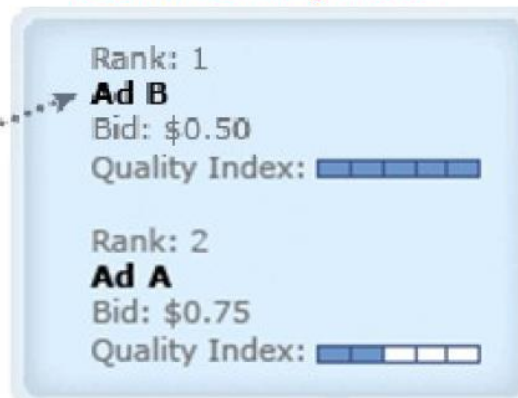 Rank: 1
Ad B
Bid: $0.50
Quality Index:
Rank: 2
Ad A
Bid: $0.75
Quality Index: